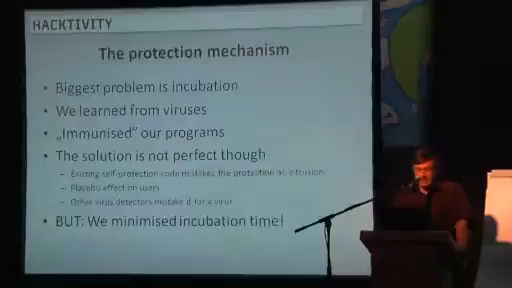 HACKTIVITY
The protection mechanism
• Biggest problem is incubation
• We learned from viruses
• „Immunised" our programs
• The solution is not perfect though
– Existing self-protection code mistakes the protection as intrusion
– Placebo effect on users
– Other virus detectors mistake it for a virus
• BUT: We minimised incubation time!